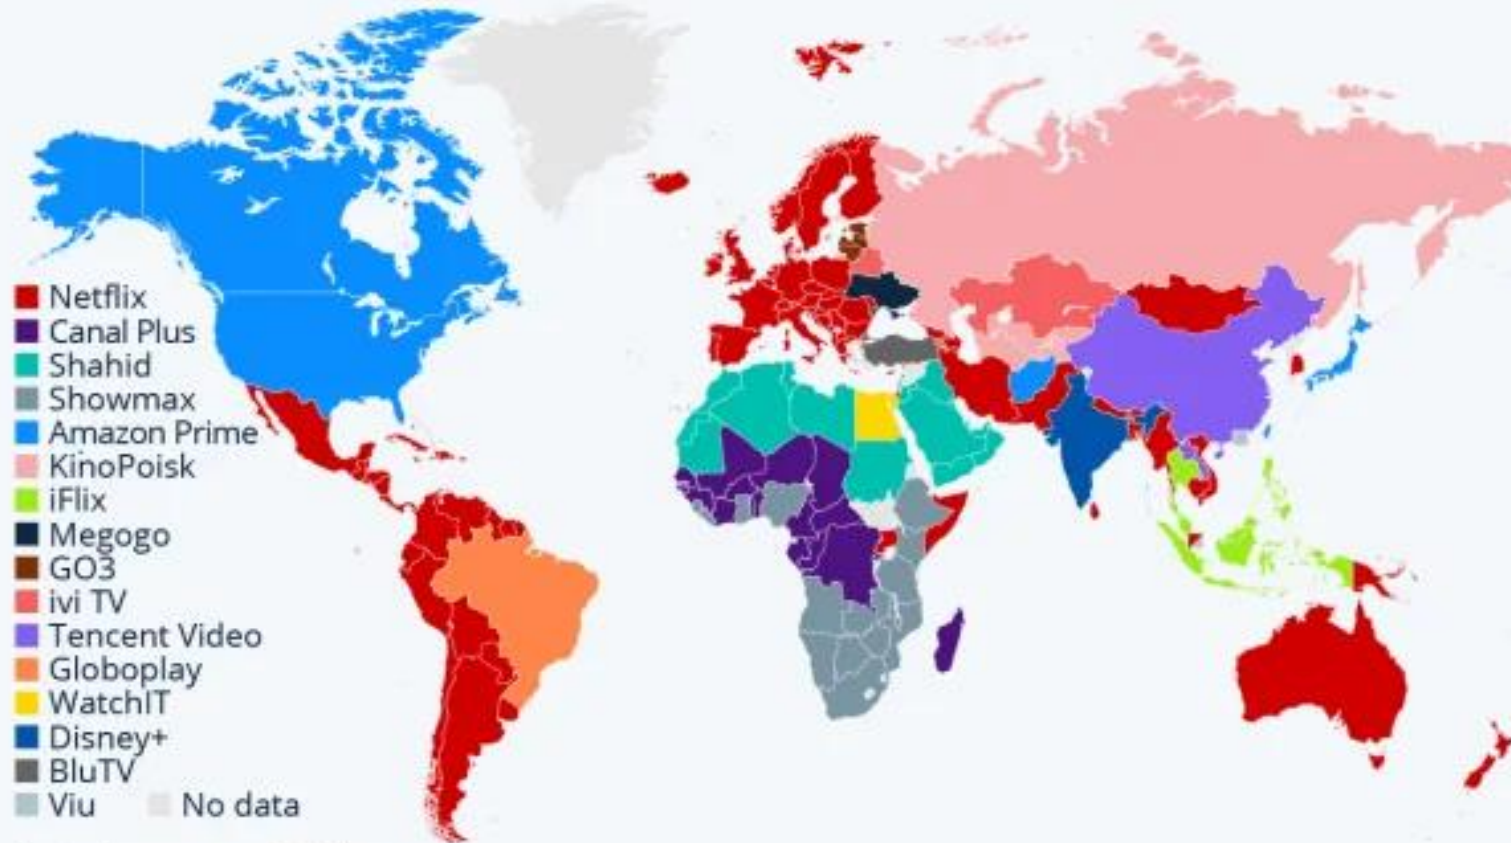 Netflix
Canal Plus
Shahid
Showmax
Amazon Prime
KinoPoisk
iFlix
Megogo
GO3
ivi TV
Tencent Video
Globoplay
WatchIT
Disney+
BluTV
Viu No data